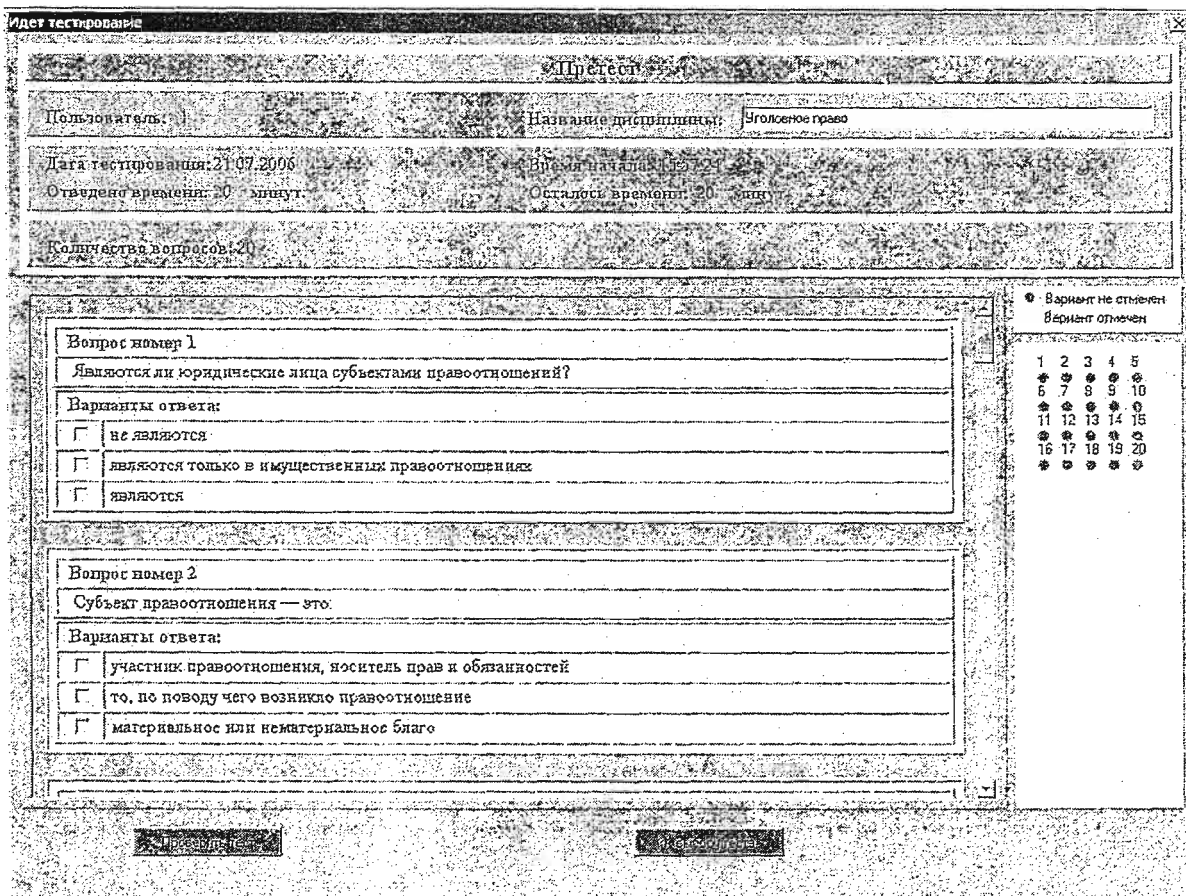 Идет тестирование
Претест
Пользователь: 1
Название дисциплины: Уголовное право
Дата тестирования: 21.07.2006
Время начала:
Отведено времени: 20 минут.
Осталось времени: 20 мин
Количество вопросов: 20
Вариант не отмечен
Вариант отмечен
Вопрос номер 1
Являются ли юридические лица субъектами правоотношений?
Варианты ответа:
не являются
являются только в имущественных правоотношениях
являются
Вопрос номер 2
Субъект правоотношения — это:
Варианты ответа:
участник правоотношения, носитель прав и обязанностей
то, по поводу чего возникло правоотношение
материальное или нематериальное благо
1 2 3 4 5
6 7 8 9 10
11 12 13 14 15
16 17 18 19 20